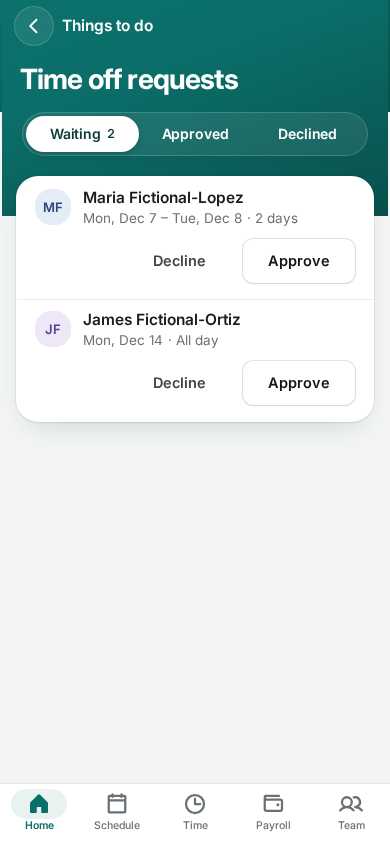 Things to do
Time off requests
Waiting 2
Approved
Declined
MF
Maria Fictional-Lopez
Mon, Dec 7 – Tue, Dec 8 · 2 days
Decline
Approve
JF
James Fictional-Ortiz
Mon, Dec 14 · All day
Decline
Approve
Home
Schedule
Time
Payroll
Team